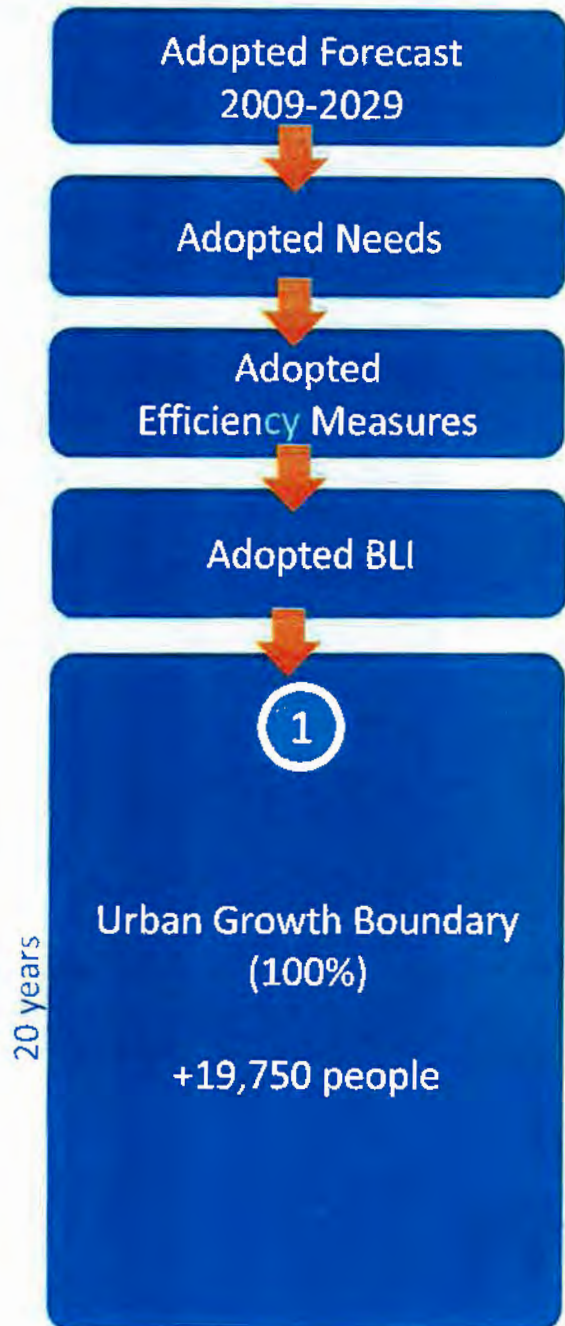 Adopted Forecast
2009-2029
Adopted Needs
Adopted
Efficiency Measures
Adopted BLI
1
Urban Growth Boundary
(100%)
+19,750 people
20 years